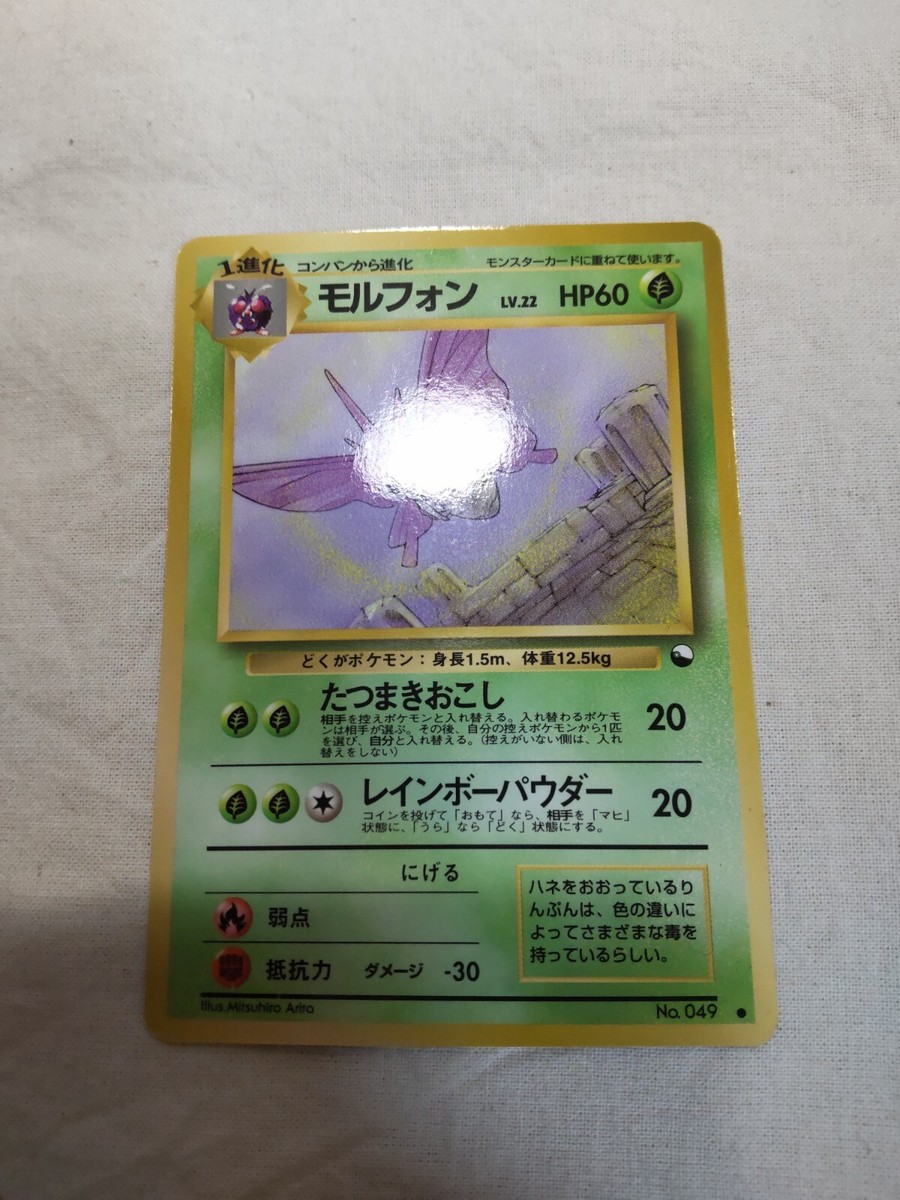 1進化 コンパンから進化 モンスターカードに重ねて使います。
モルフォン LV.22 HP60
どくがポケモン：身長1.5m、体重12.5kg
たつまきおこし 20
相手を控えポケモンと入れ替える。入れ替わるポケモ
ンは相手が選ぶ。その後、自分の控えポケモンから1匹
を選び、自分と入れ替える。（控えがいない側は、入れ
替えをしない）
レインボーパウダー 20
コインを投げて「おもて」なら、相手を「マヒ」
状態に、「うら」なら「どく」状態にする。
にげる
弱点
抵抗力 ダメージ -30
ハネをおおっているり
んぷんは、色の違いに
よってさまざまな毒を
持っているらしい。
Illus.Mitsuhiro Arita
No.049 ●